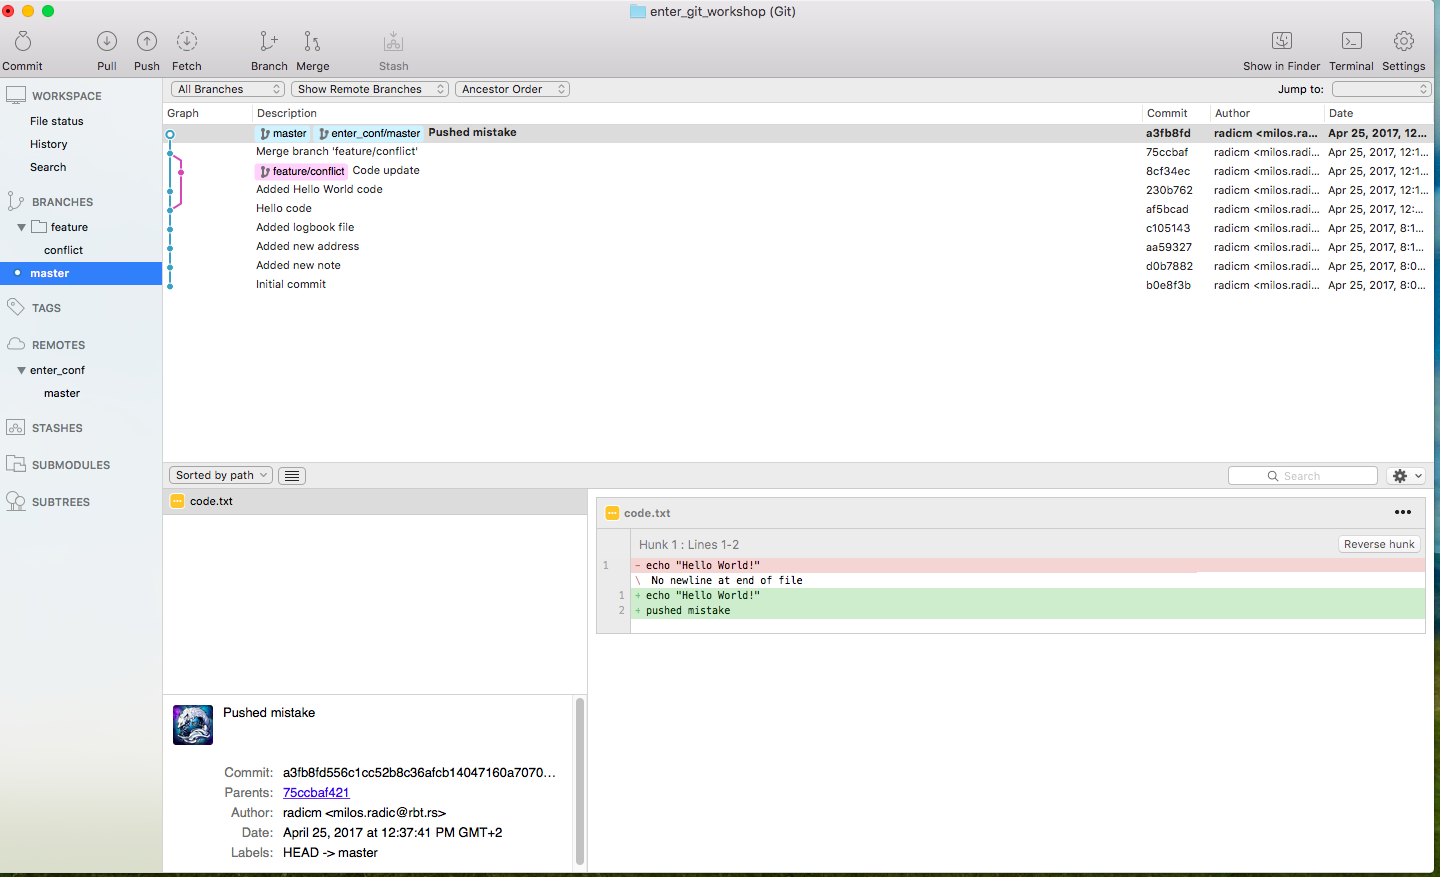 enter_git_workshop (Git)
Commit Pull Push Fetch Branch Merge Stash Show in Finder Terminal Settings
WORKSPACE
File status
History
Search
BRANCHES
feature
conflict
master
TAGS
REMOTES
enter_conf
master
STASHES
SUBMODULES
SUBTREES
All Branches Show Remote Branches Ancestor Order Jump to:
Graph Description Commit Author Date
master enter_conf/master Pushed mistake a3fb8fd radicm <milos.ra... Apr 25, 2017, 12...
Merge branch 'feature/conflict' 75ccbaf radicm <milos.radi... Apr 25, 2017, 12:1...
feature/conflict Code update 8cf34ec radicm <milos.radi... Apr 25, 2017, 12:1...
Added Hello World code 230b762 radicm <milos.radi... Apr 25, 2017, 12:1...
Hello code af5bcad radicm <milos.radi... Apr 25, 2017, 12:...
Added logbook file c105143 radicm <milos.radi... Apr 25, 2017, 8:1...
Added new address aa59327 radicm <milos.radi... Apr 25, 2017, 8:1...
Added new note d0b7882 radicm <milos.radi... Apr 25, 2017, 8:0...
Initial commit b0e8f3b radicm <milos.radi... Apr 25, 2017, 8:0...
Sorted by path Search
code.txt
code.txt
Hunk 1 : Lines 1-2 Reverse hunk
1 - echo "Hello World!"
\ No newline at end of file
1 + echo "Hello World!"
2 + pushed mistake
Pushed mistake
Commit: a3fb8fd556c1cc52b8c36afcb14047160a7070...
Parents: 75ccbaf421
Author: radicm <milos.radic@rbt.rs>
Date: April 25, 2017 at 12:37:41 PM GMT+2
Labels: HEAD -> master